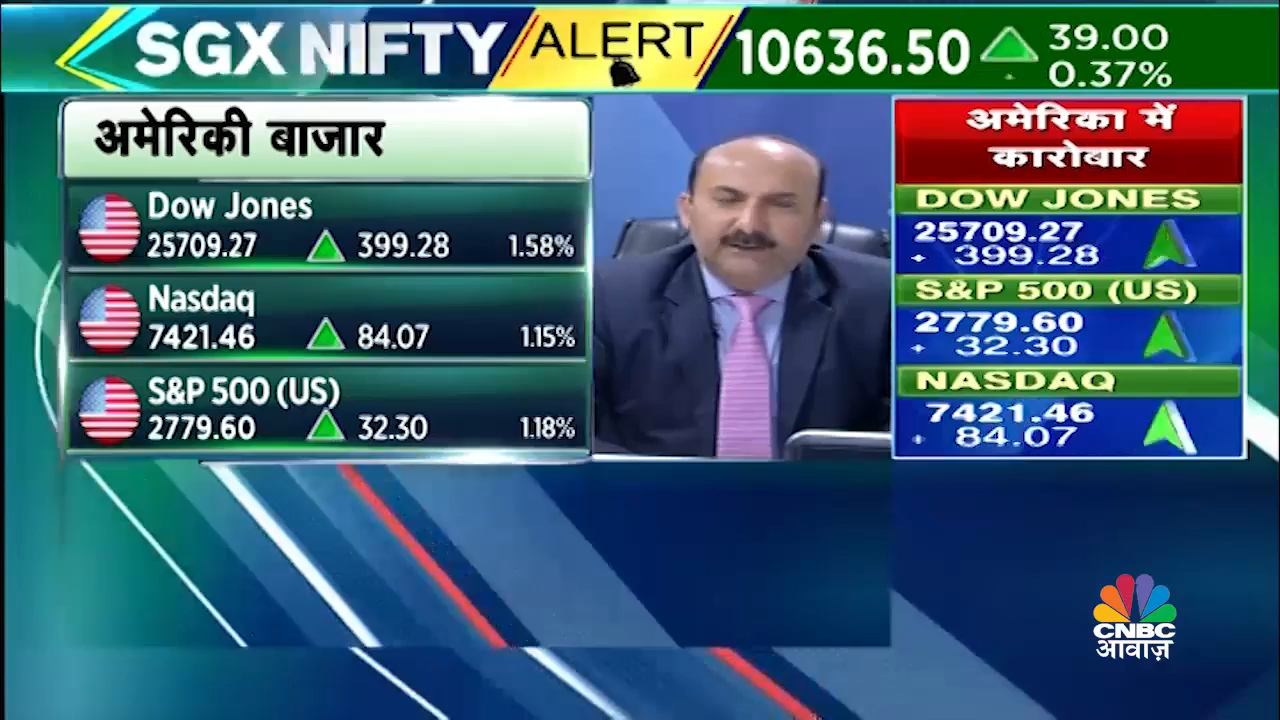 SGX NIFTY ALERT 10636.50 39.00
0.37%
अमेरिकी बाजार
Dow Jones
25709.27 399.28 1.58%
Nasdaq
7421.46 84.07 1.15%
S&P 500 (US)
2779.60 32.30 1.18%
अमेरिका में
कारोबार
DOW JONES
25709.27
+ 399.28
S&P 500 (US)
2779.60
+ 32.30
NASDAQ
7421.46
+ 84.07
CNBC
आवाज़